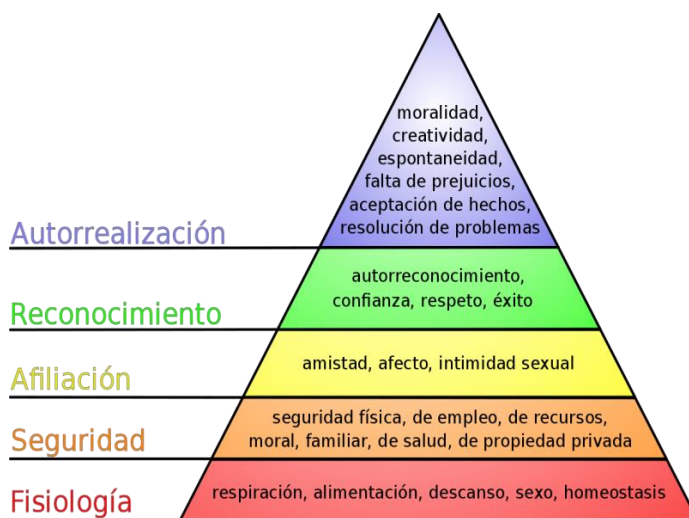 moralidad,
creatividad,
espontaneidad,
falta de prejuicios,
aceptación de hechos,
resolución de problemas
Autorrealización
autorreconocimiento,
confianza, respeto, éxito
Reconocimiento
amistad, afecto, intimidad sexual
Afiliación
seguridad física, de empleo, de recursos,
moral, familiar, de salud, de propiedad privada
Seguridad
respiración, alimentación, descanso, sexo, homeostasis
Fisiología